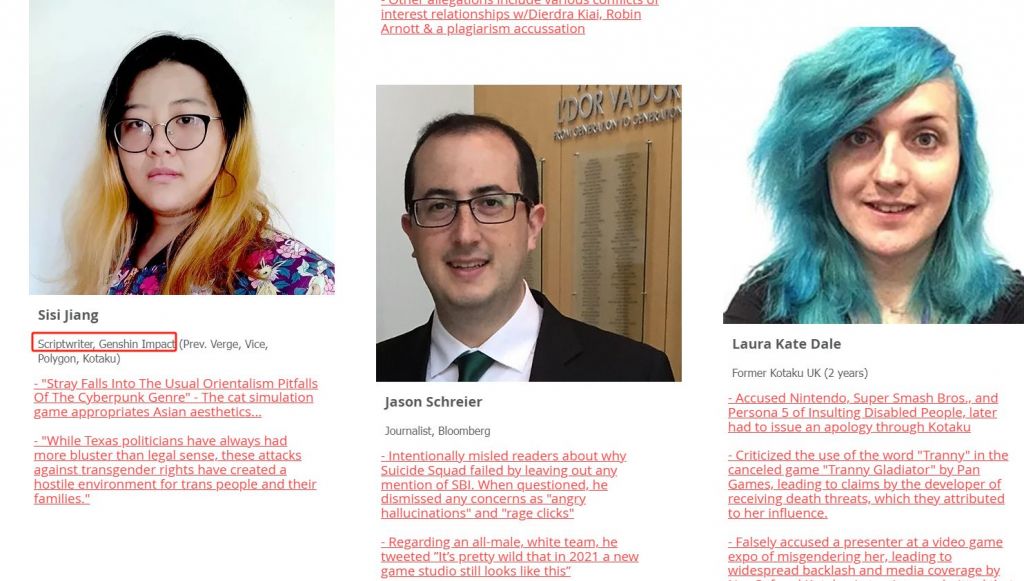 - Other allegations include various conflicts of
interest relationships w/Dierdra Kiai, Robin
Arnott & a plagiarism accussation
L'DOR VA'DOR
FROM GENERATION TO GENERATION
Sisi Jiang
Scriptwriter, Genshin Impact (Prev. Verge, Vice,
Polygon, Kotaku)
- "Stray Falls Into The Usual Orientalism Pitfalls
Of The Cyberpunk Genre" - The cat simulation
game appropriates Asian aesthetics...
"While Texas politicians have always had
more bluster than legal sense, these attacks
against transgender rights have created a
hostile environment for trans people and their
families."
Jason Schreier
Journalist, Bloomberg
- Intentionally misled readers about why
Suicide Squad failed by leaving out any
mention of SBI. When questioned, he
dismissed any concerns as "angry
hallucinations" and "rage clicks"
- Regarding an all-male, white team, he
tweeted "It's pretty wild that in 2021 a new
game studio still looks like this"
Laura Kate Dale
Former Kotaku UK (2 years)
- Accused Nintendo, Super Smash Bros., and
Persona 5 of Insulting Disabled People, later
had to issue an apology through Kotaku
- Criticized the use of the word "Tranny" in the
canceled game "Tranny Gladiator" by Pan
Games, leading to claims by the developer of
receiving death threats, which they attributed
to her influence.
- Falsely accused a presenter at a video game
expo of misgendering her, leading to
widespread backlash and media coverage by